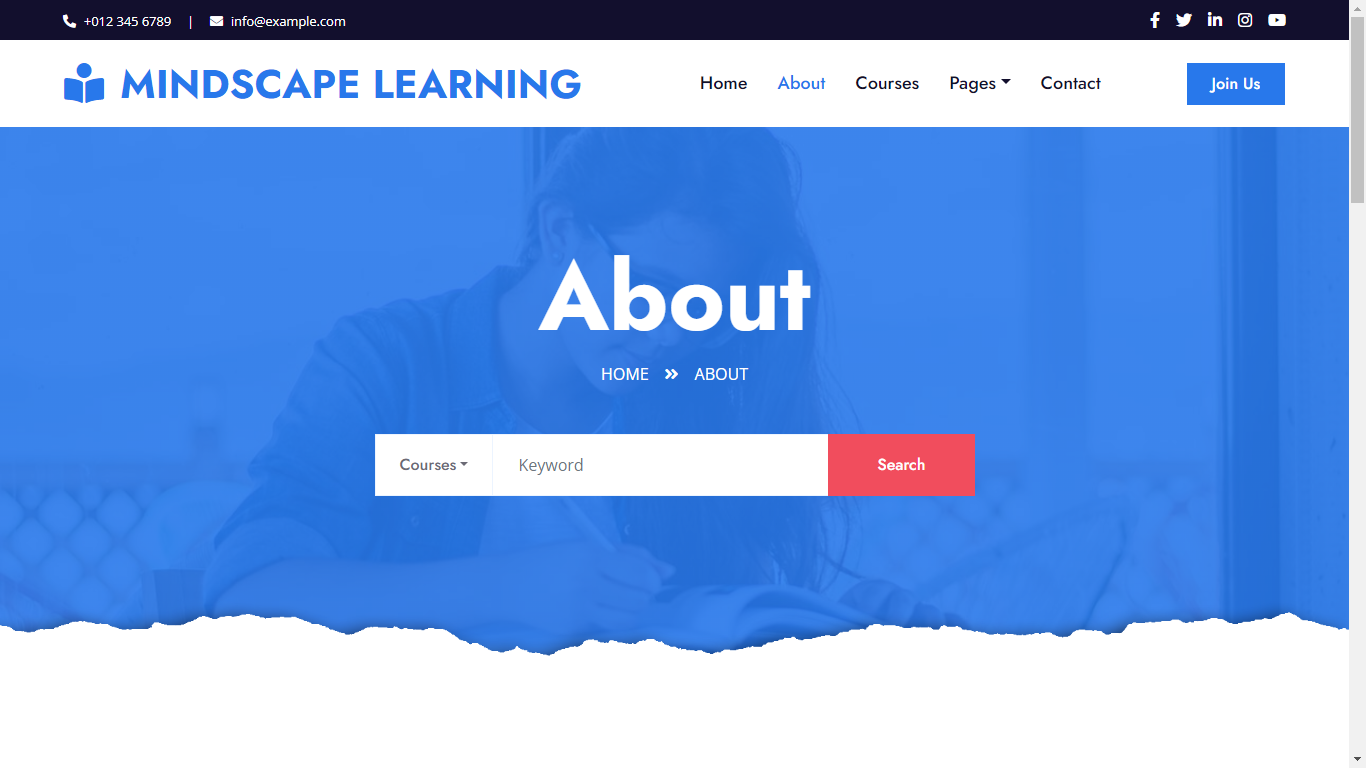 +012 345 6789 | info@example.com
MINDSCAPE LEARNING
Home About Courses Pages Contact Join Us
About
HOME ABOUT
Courses Keyword Search